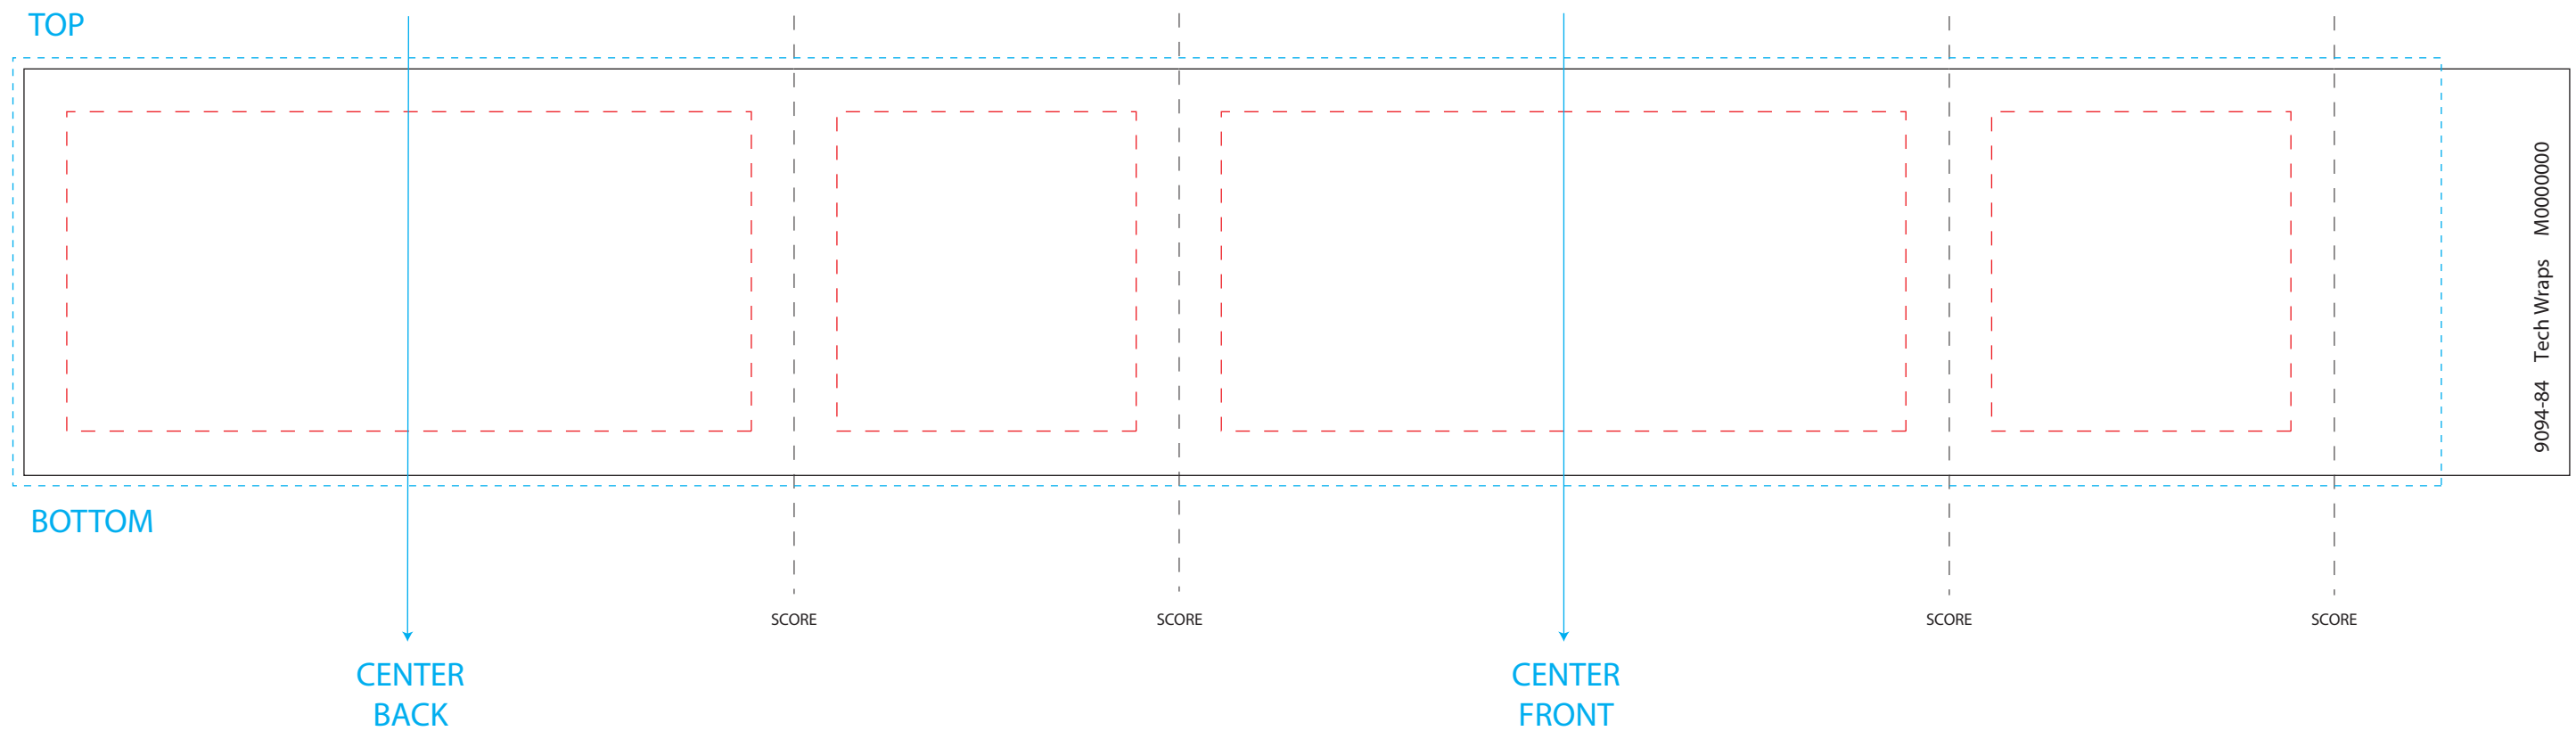 TOP
9094-84 Tech Wraps M0000000
BOTTOM
SCORE
SCORE
SCORE
SCORE
CENTER
BACK
CENTER
FRONT